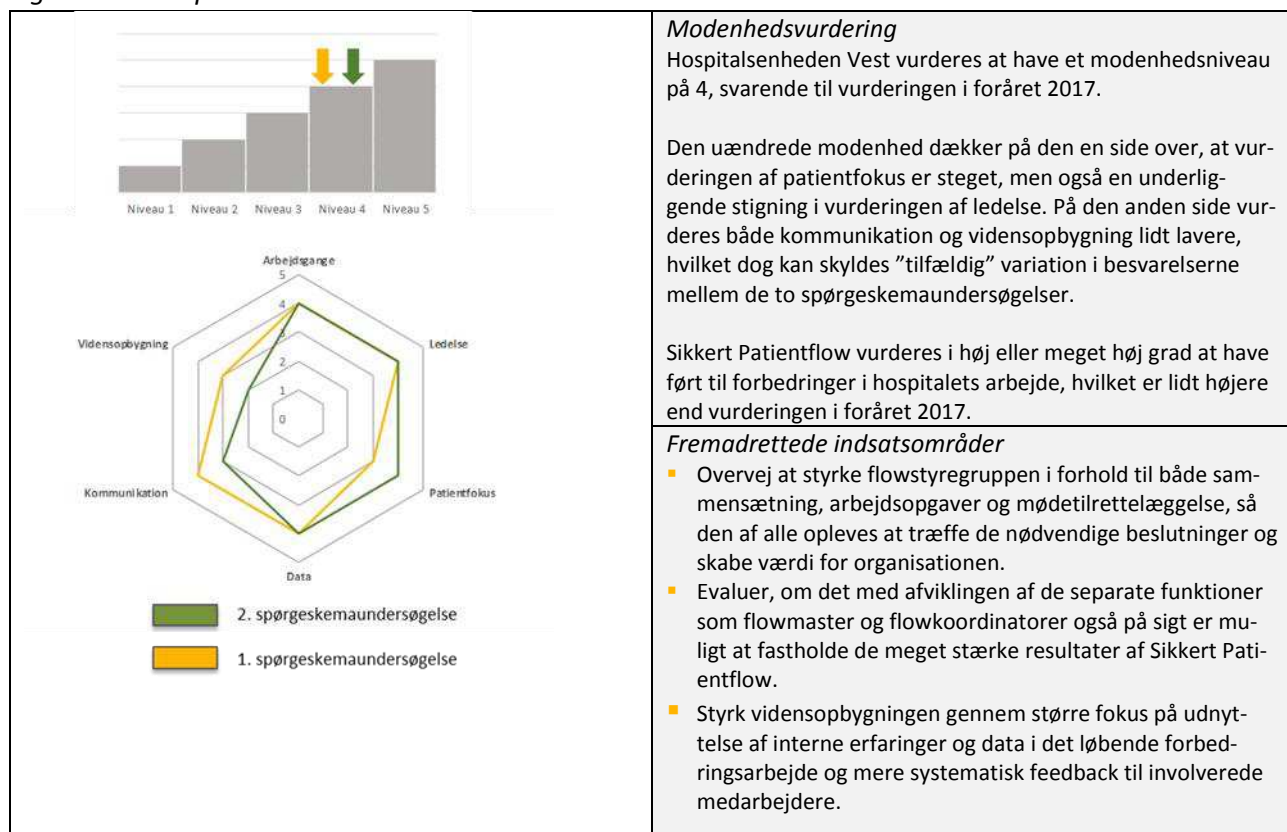 Niveau 1 Niveau 2 Niveau 3 Niveau 4 Niveau 5
Arbejdsgange
5
4
3
2
1
0
Vidensopbygning
Ledelse
Kommunikation
Patientfokus
Data
2. spørgeskemaundersøgelse
1. spørgeskemaundersøgelse
Modenhedsvurdering
Hospitalsenheden Vest vurderes at have et modenhedsniveau
på 4, svarende til vurderingen i foråret 2017.
Den uændrede modenhed dækker på den en side over, at vur-
deringen af patientfokus er steget, men også en underlig-
gende stigning i vurderingen af ledelse. På den anden side vur-
deres både kommunikation og vidensopbygning lidt lavere,
hvilket dog kan skyldes ”tilfældig” variation i besvarelserne
mellem de to spørgeskemaundersøgelser.
Sikkert Patientflow vurderes i høj eller meget høj grad at have
ført til forbedringer i hospitalets arbejde, hvilket er lidt højere
end vurderingen i foråret 2017.
Fremadrettede indsatsområder
▪ Overvej at styrke flowstyregruppen i forhold til både sam-
mensætning, arbejdsopgaver og mødetilrettelæggelse, så
den af alle opleves at træffe de nødvendige beslutninger og
skabe værdi for organisationen.
▪ Evaluer, om det med afviklingen af de separate funktioner
som flowmaster og flowkoordinatorer også på sigt er mu-
ligt at fastholde de meget stærke resultater af Sikkert Pati-
entflow.
▪ Styrk vidensopbygningen gennem større fokus på udnyt-
telse af interne erfaringer og data i det løbende forbed-
ringsarbejde og mere systematisk feedback til involverede
medarbejdere.